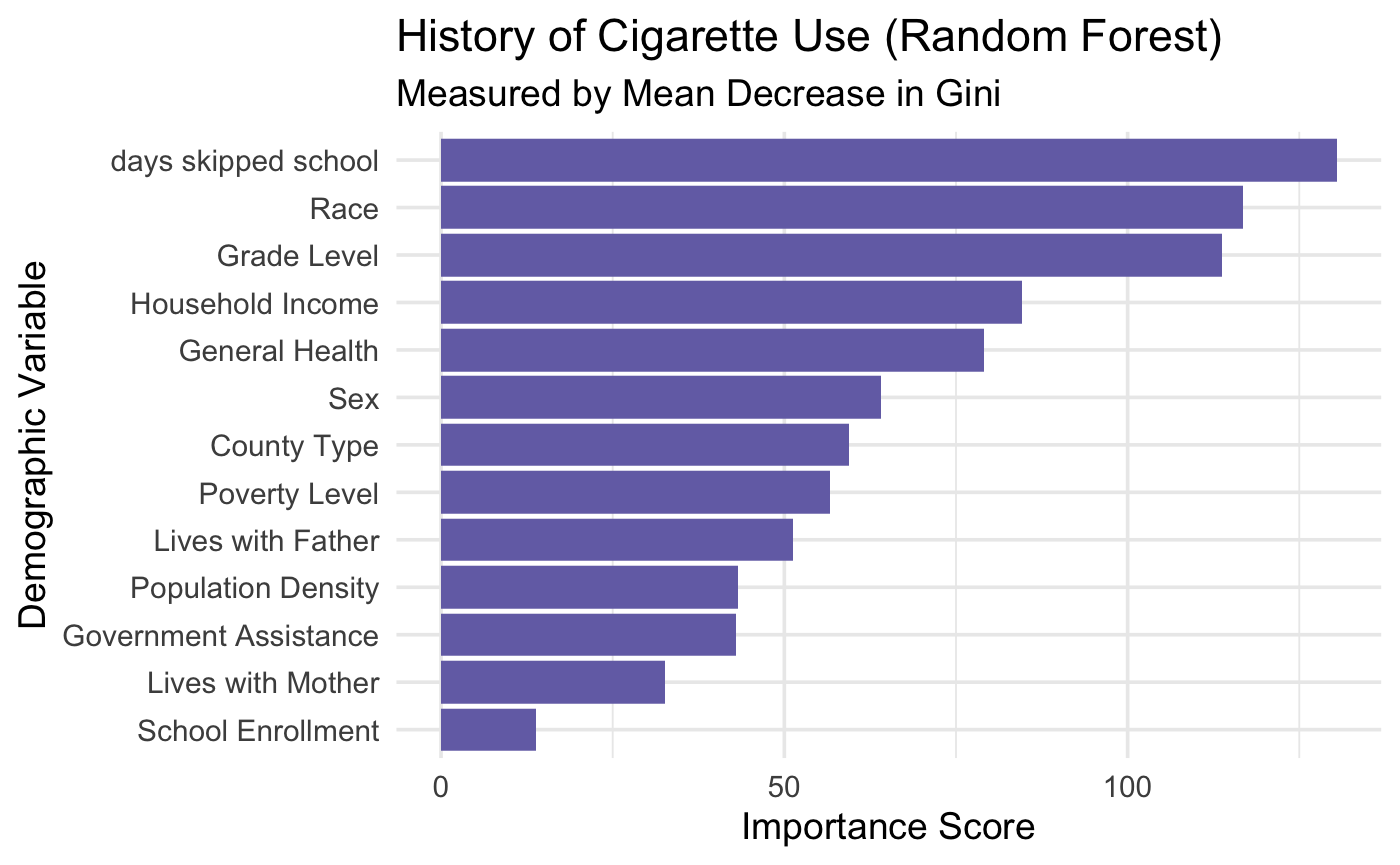 History of Cigarette Use (Random Forest)
Measured by Mean Decrease in Gini
Demographic Variable
days skipped school
Race
Grade Level
Household Income
General Health
Sex
County Type
Poverty Level
Lives with Father
Population Density
Government Assistance
Lives with Mother
School Enrollment
0 50 100
Importance Score